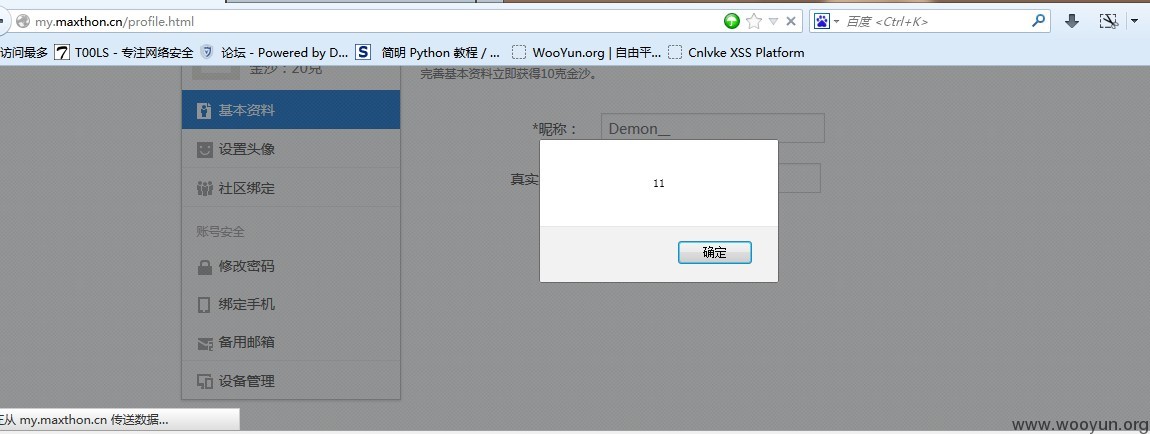 my.maxthon.cn/profile.html
百度 <Ctrl+K>
访问最多 T00LS - 专注网络安全 论坛 - Powered by D... 简明 Python 教程 / ... WooYun.org | 自由平... Cnlvke XSS Platform
金沙：20克
完善基本资料立即获得10克金沙。
基本资料
*昵称： Demon__
设置头像
真实
11
社区绑定
账号安全
确定
修改密码
绑定手机
备用邮箱
设备管理
从 my.maxthon.cn 传送数据...
www.wooyun.org